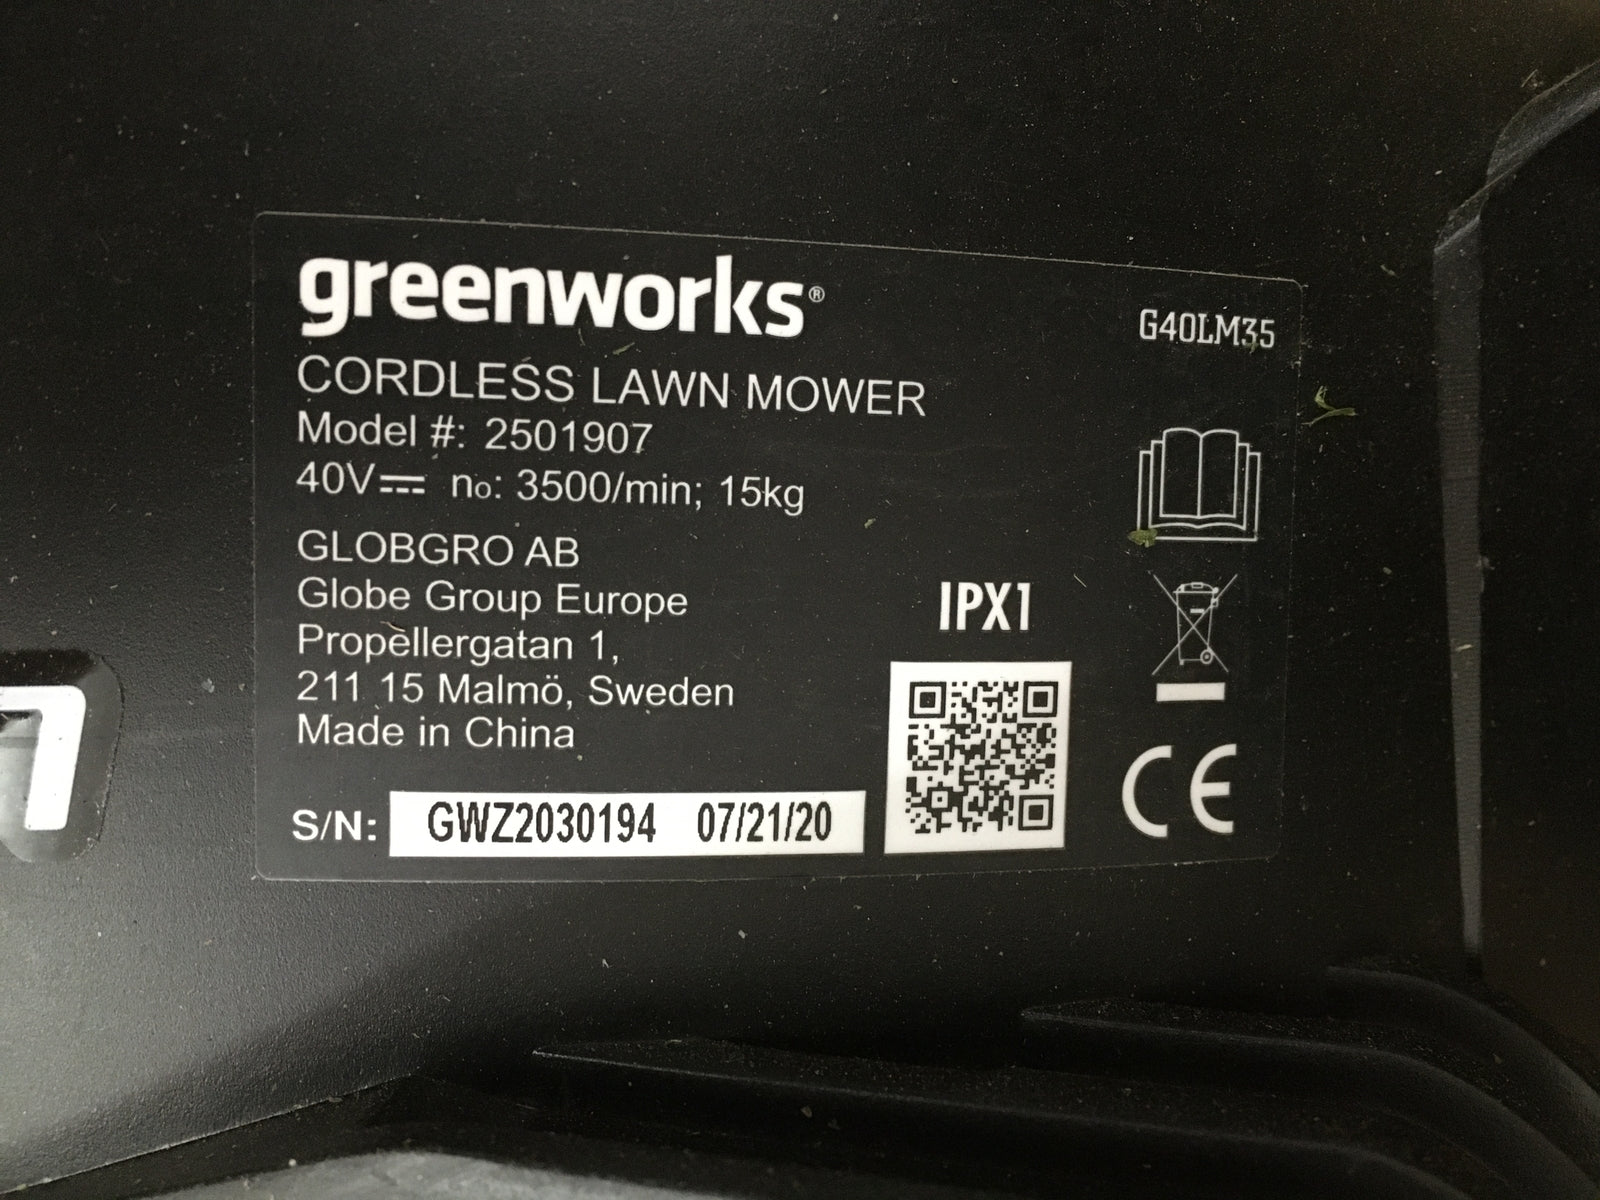 greenworks®
G40LM35
CORDLESS LAWN MOWER
Model #: 2501907
40V⎓ no: 3500/min; 15kg
GLOBGRO AB
Globe Group Europe
Propellergatan 1,
211 15 Malmö, Sweden
Made in China
IPX1
S/N: GWZ2030194 07/21/20
CE